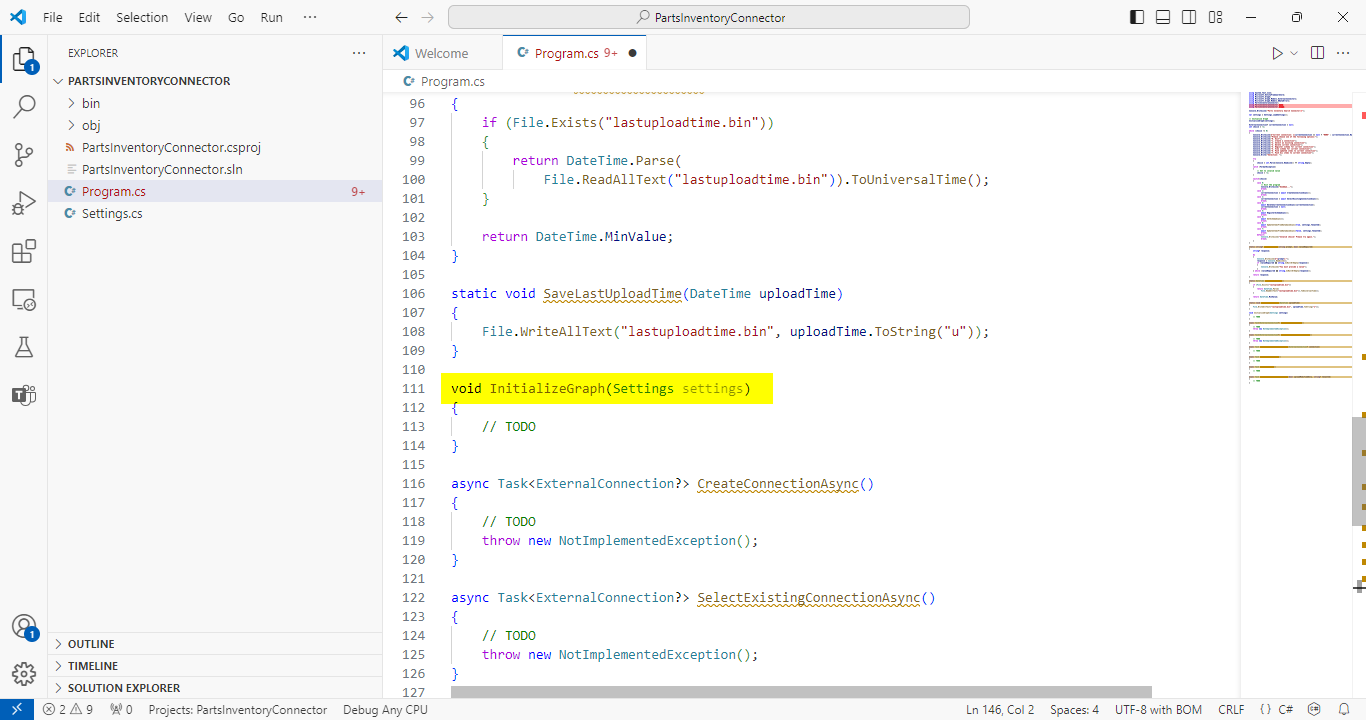 File Edit Selection View Go Run ···
PartsInventoryConnector
EXPLORER
PARTSINVENTORYCONNECTOR
bin
obj
PartsInventoryConnector.csproj
PartsInventoryConnector.sln
Program.cs 9+
Settings.cs
OUTLINE
TIMELINE
SOLUTION EXPLORER
1
1
Welcome
Program.cs 9+
Program.cs
96 {
97 if (File.Exists("lastuploadtime.bin"))
98 {
99 return DateTime.Parse(
100 File.ReadAllText("lastuploadtime.bin")).ToUniversalTime();
101 }
102
103 return DateTime.MinValue;
104 }
105
106 static void SaveLastUploadTime(DateTime uploadTime)
107 {
108 File.WriteAllText("lastuploadtime.bin", uploadTime.ToString("u"));
109 }
110
111 void InitializeGraph(Settings settings)
112 {
113 // TODO
114 }
115
116 async Task<ExternalConnection?> CreateConnectionAsync()
117 {
118 // TODO
119 throw new NotImplementedException();
120 }
121
122 async Task<ExternalConnection?> SelectExistingConnectionAsync()
123 {
124 // TODO
125 throw new NotImplementedException();
126 }
127
2 9 0 Projects: PartsInventoryConnector Debug Any CPU Ln 146, Col 2 Spaces: 4 UTF-8 with BOM CRLF {} C#